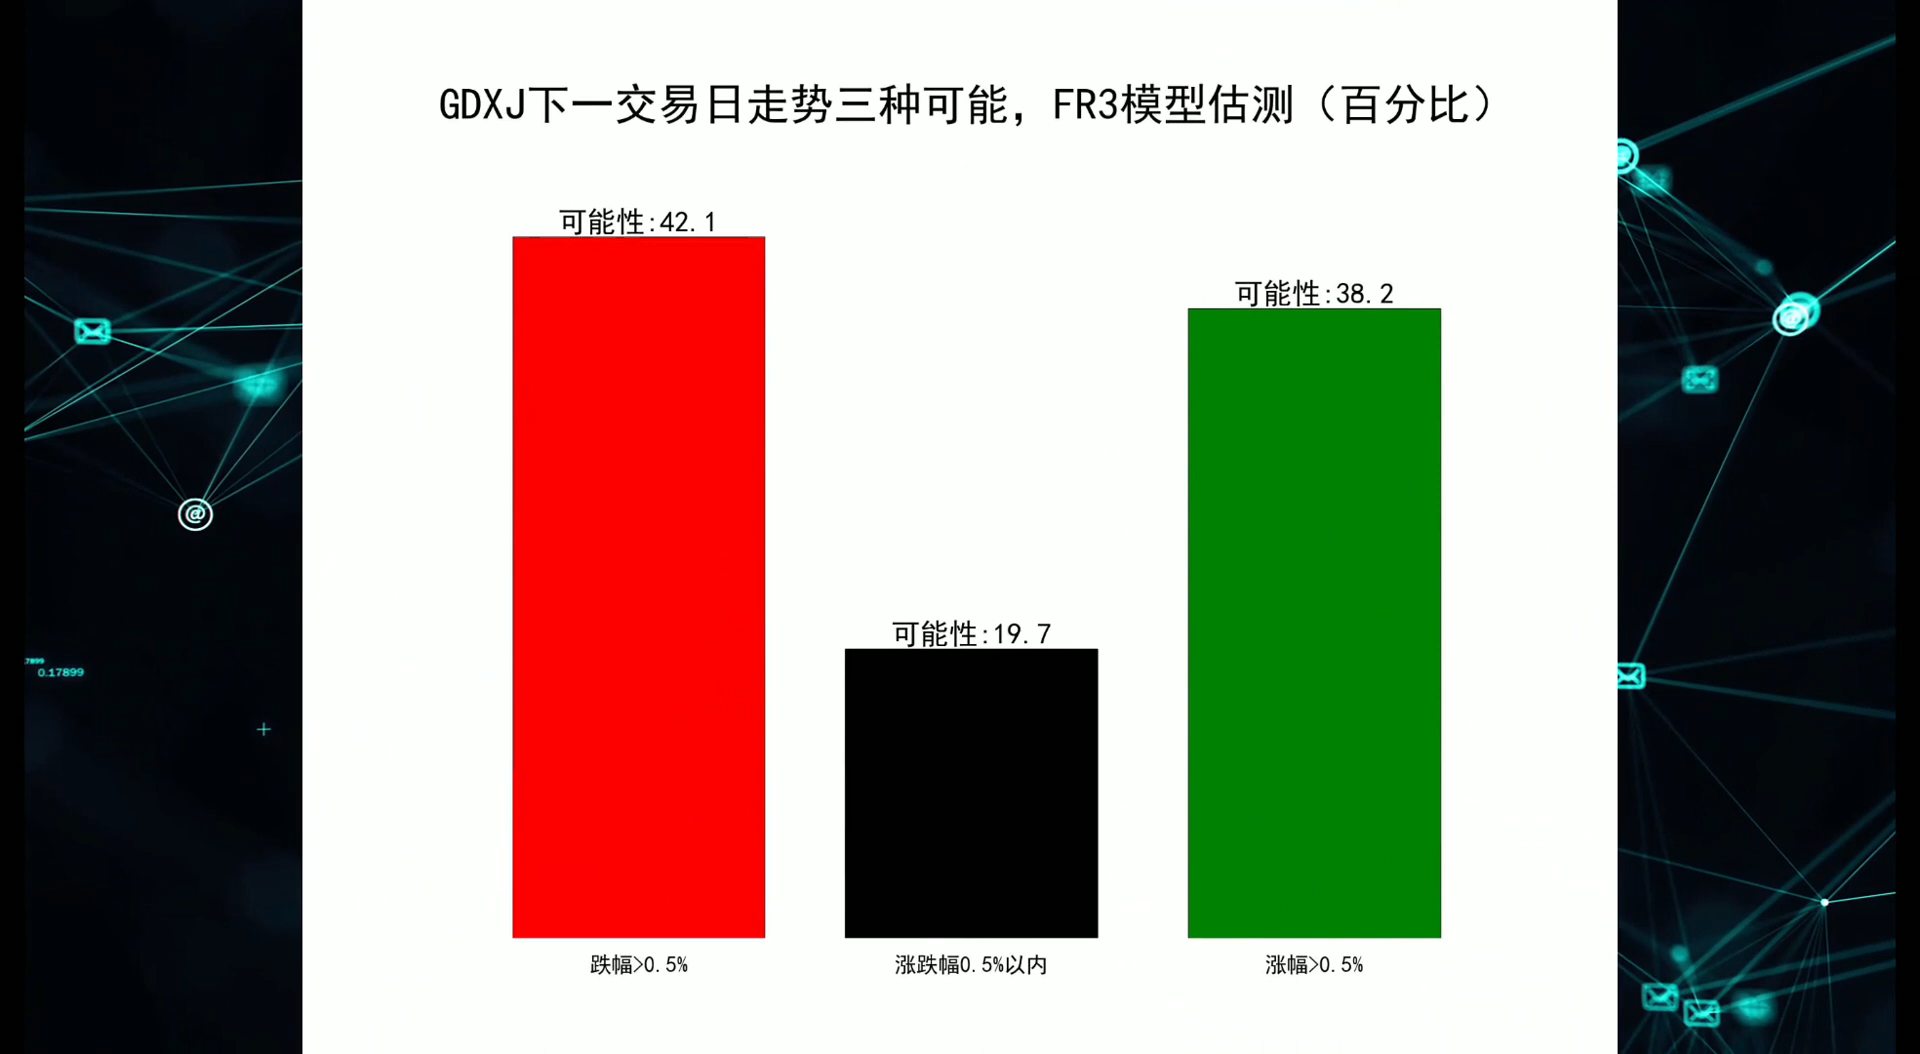 GDXJ下一交易日走势三种可能，FR3模型估测（百分比）
可能性:42.1
可能性:38.2
可能性:19.7
7899
0.17899
跌幅>0.5%
涨跌幅0.5%以内
涨幅>0.5%